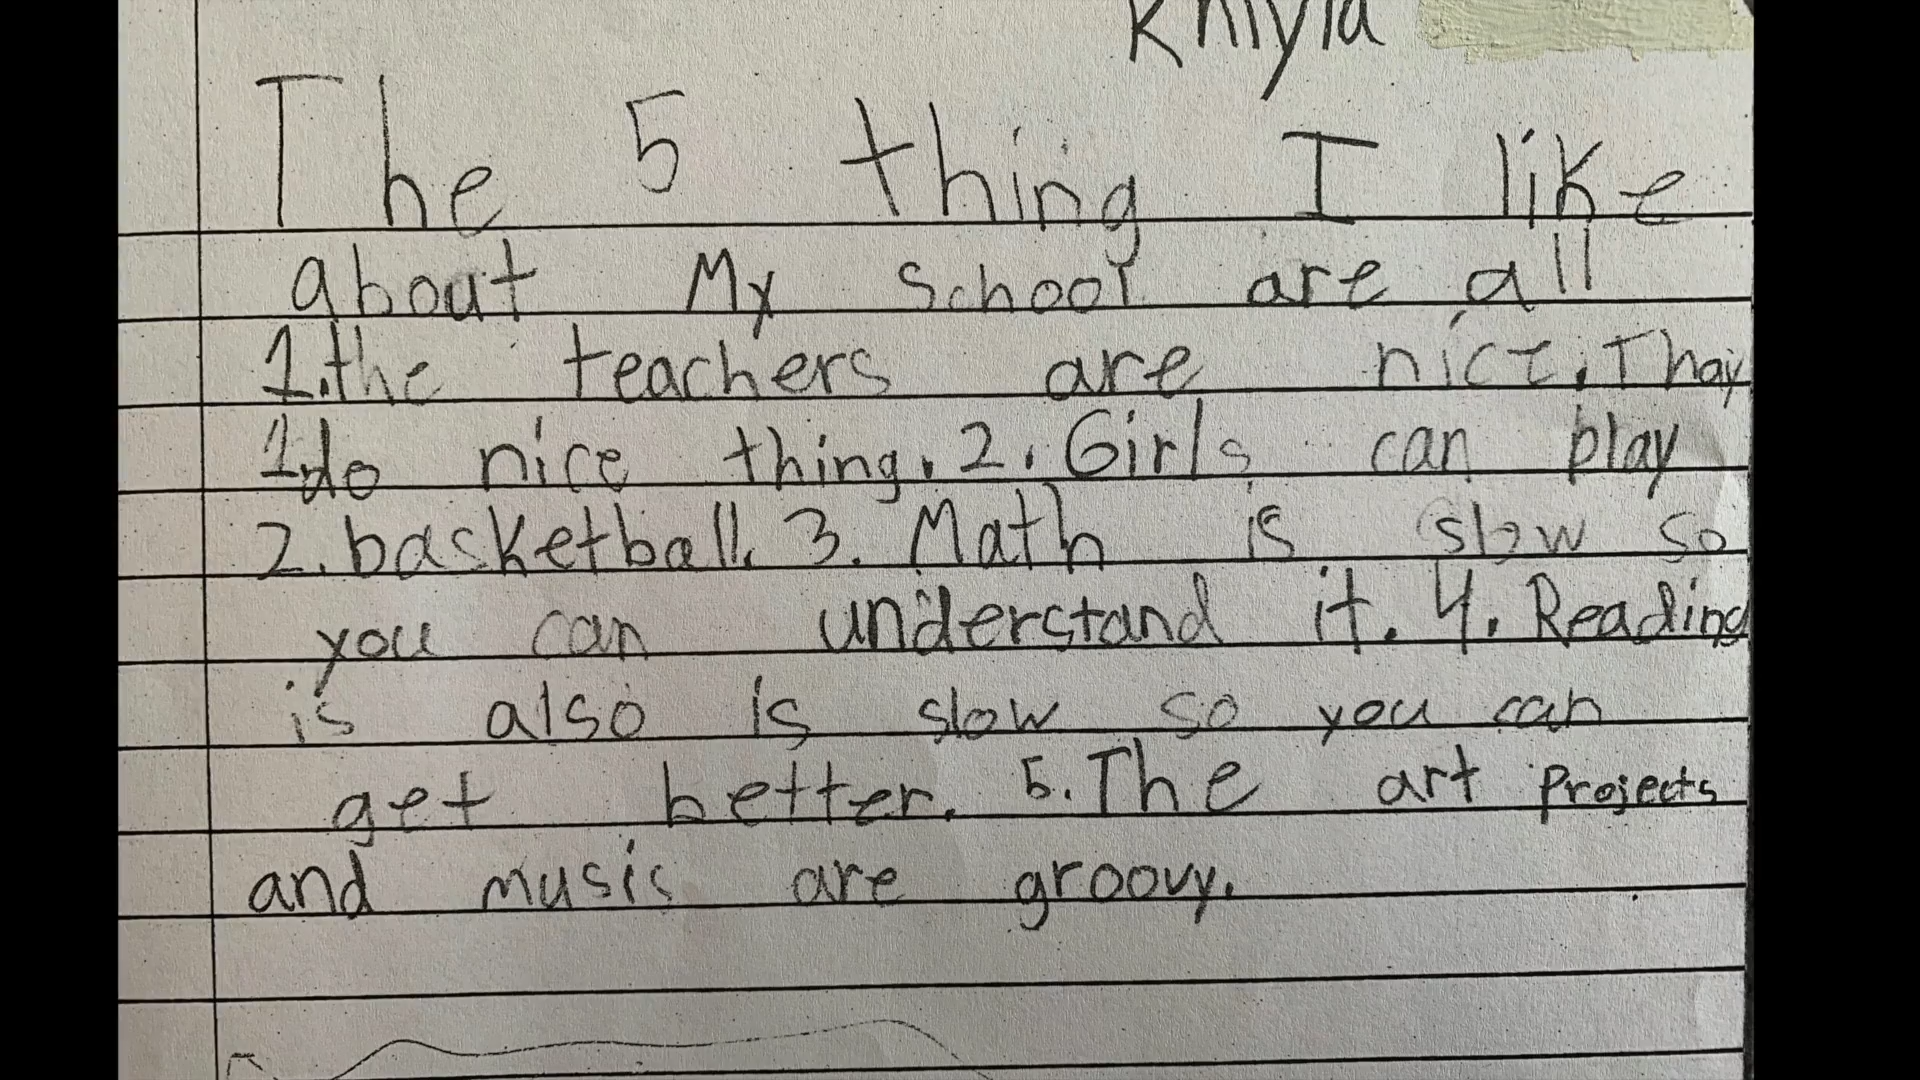 Khiyla
The 5 thing I like
about My school are all
1. the teachers are nice. Thay
1. do nice thing. 2. Girls can play
2. basketball. 3. Math is slow so
you can understand it. 4. Reading
is also is slow so you can
get better. 5. The art Projects
and music are groovy.